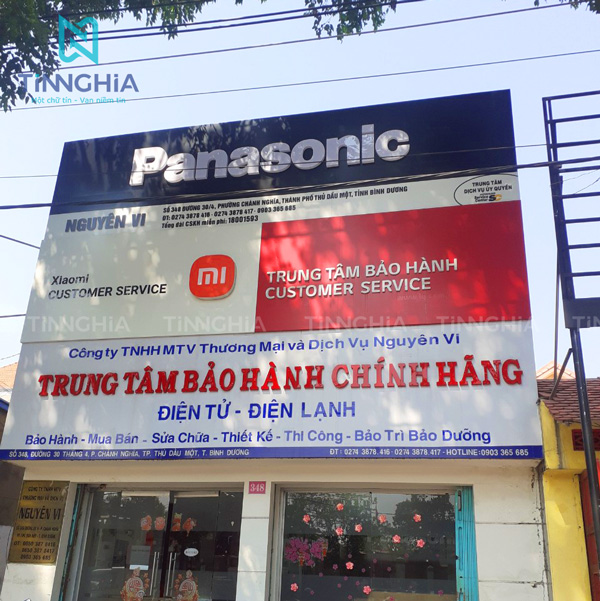 TiNNGHiA
Một chữ tín - Vạn niềm tin
Panasonic
NGUYÊN VI
SỐ 348 ĐƯỜNG 30/4, PHƯỜNG CHÁNH NGHĨA, THÀNH PHỐ THỦ DẦU MỘT, TỈNH BÌNH DƯƠNG
ĐT: 0274 3878 416 - 0274 3878 417 - 0903 365 685
Tổng đài CSKH miễn phí: 18001593
TRUNG TÂM
DỊCH VỤ ỦY QUYỀN
Xiaomi
CUSTOMER SERVICE
mi
TRUNG TÂM BẢO HÀNH
CUSTOMER SERVICE
TiNNGHiA TiNNGHiA TiNNGHiA TiNNGHiA
Công ty TNHH MTV Thương Mại và Dịch Vụ Nguyên Vi
TRUNG TÂM BẢO HÀNH CHÍNH HÃNG
ĐIỆN TỬ - ĐIỆN LẠNH
Bảo Hành - Mua Bán - Sửa Chữa - Thiết Kế - Thi Công - Bảo Trì Bảo Dưỡng
SỐ 348, ĐƯỜNG 30 THÁNG 4, P. CHÁNH NGHĨA, TP. THỦ DẦU MỘT, T. BÌNH DƯƠNG ĐT : 0274 3878 416 - 0274 3878 417 - HOTLINE: 0903 365 685
348
NGUYÊN VI